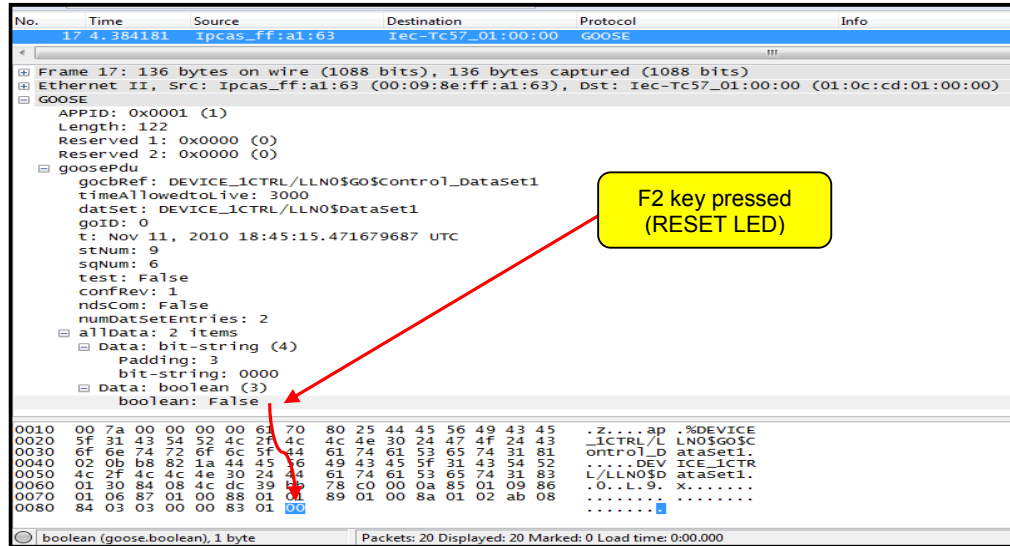 No. Time Source Destination Protocol Info
17 4.384181 Ipcas_ff:a1:63 Iec-Tc57_01:00:00 GOOSE
Frame 17: 136 bytes on wire (1088 bits), 136 bytes captured (1088 bits)
Ethernet II, Src: Ipcas_ff:a1:63 (00:09:8e:ff:a1:63), Dst: Iec-Tc57_01:00:00 (01:0c:cd:01:00:00)
GOOSE
APPID: 0x0001 (1)
Length: 122
Reserved 1: 0x0000 (0)
Reserved 2: 0x0000 (0)
goosePdu
gocbRef: DEVICE_1CTRL/LLN0$GO$Control_DataSet1
timeAllowedtoLive: 3000
datSet: DEVICE_1CTRL/LLN0$DataSet1
goID: 0
t: Nov 11, 2010 18:45:15.471679687 UTC
stNum: 9
sqNum: 6
test: False
confRev: 1
ndsCom: False
numDatSetEntries: 2
allData: 2 items
Data: bit-string (4)
Padding: 3
bit-string: 0000
Data: boolean (3)
boolean: False
F2 key pressed
(RESET LED)
0010 00 7a 00 00 00 00 61 70 80 25 44 45 56 49 43 45 .z....ap .%DEVICE
0020 5f 31 43 54 52 4c 2f 4c 4c 4e 30 24 47 4f 24 43 _1CTRL/L LN0$GO$C
0030 6f 6e 74 72 6f 6c 5f 44 61 74 61 53 65 74 31 81 ontrol_D ataSet1.
0040 02 0b b8 82 1a 44 45 56 49 43 45 5f 31 43 54 52 .....DEV ICE_1CTR
0050 4c 2f 4c 4c 4e 30 24 44 61 74 61 53 65 74 31 83 L/LLN0$D ataSet1.
0060 01 30 84 08 4c dc 39 bb 78 c0 00 0a 85 01 09 86 .0..L.9. x.......
0070 01 06 87 01 00 88 01 01 89 01 00 8a 01 02 ab 08 ........ ........
0080 84 03 03 00 00 83 01 00 ........
boolean (goose.boolean), 1 byte Packets: 20 Displayed: 20 Marked: 0 Load time: 0:00.000